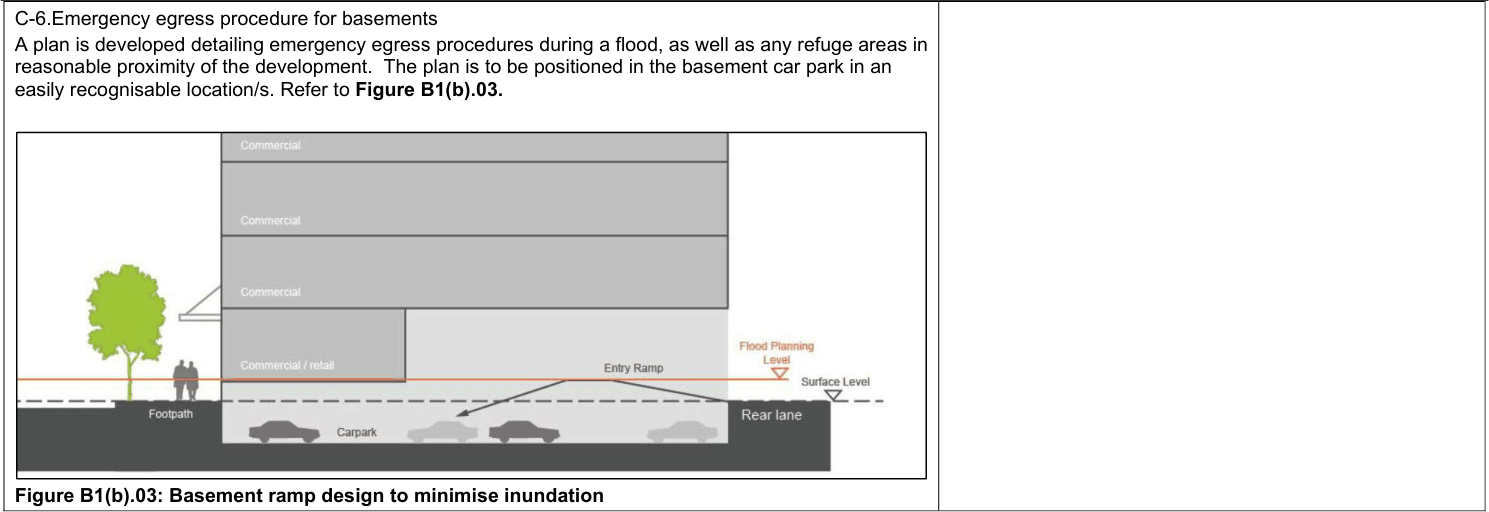 C-6.Emergency egress procedure for basements
A plan is developed detailing emergency egress procedures during a flood, as well as any refuge areas in
reasonable proximity of the development.  The plan is to be positioned in the basement car park in an
easily recognisable location/s. Refer to Figure B1(b).03.
Commercial
Commercial
Commercial
Commercial / retail
Flood Planning
Level
Entry Ramp
Surface Level
Footpath
Rear lane
Carpark
Figure B1(b).03: Basement ramp design to minimise inundation